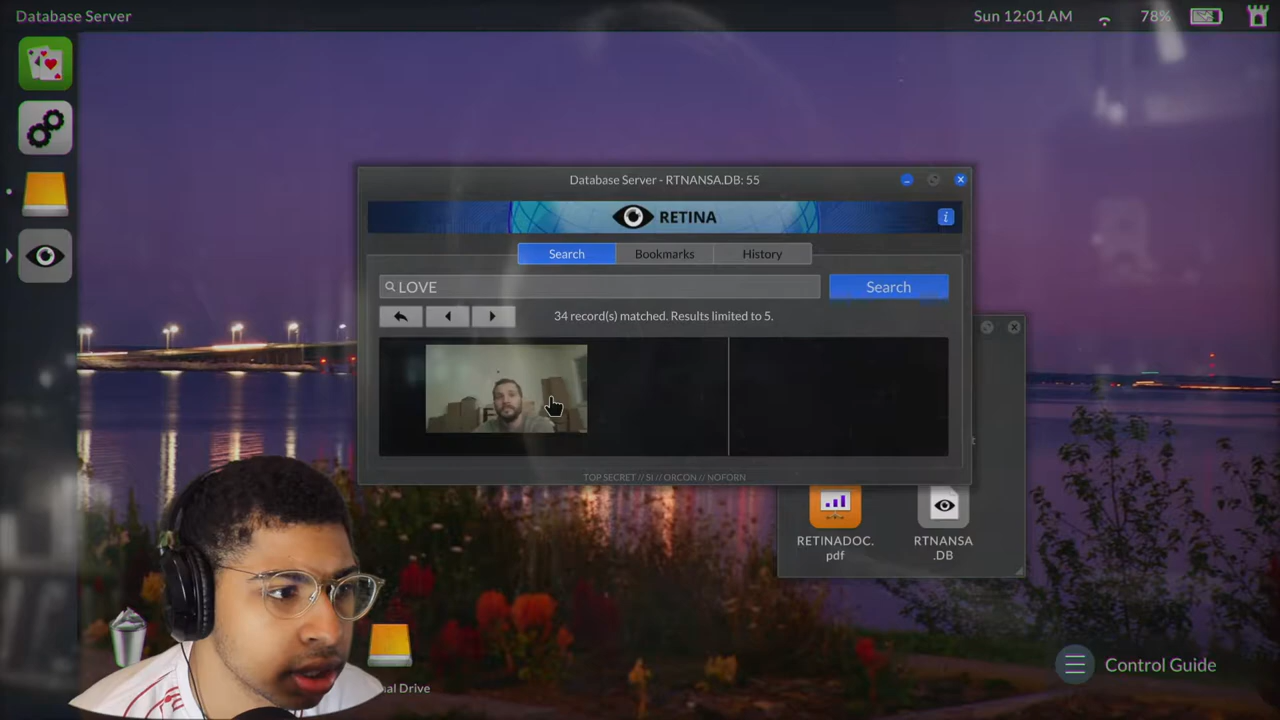 Database Server
Sun 12:01 AM
78%
Database Server - RTNANSA.DB: 55
RETINA
i
Search
Bookmarks
History
LOVE
Search
34 record(s) matched. Results limited to 5.
TOP SECRET // SI // ORCON // NOFORN
RETINADOC.
pdf
RTNANSA
.DB
Control Guide
al Drive